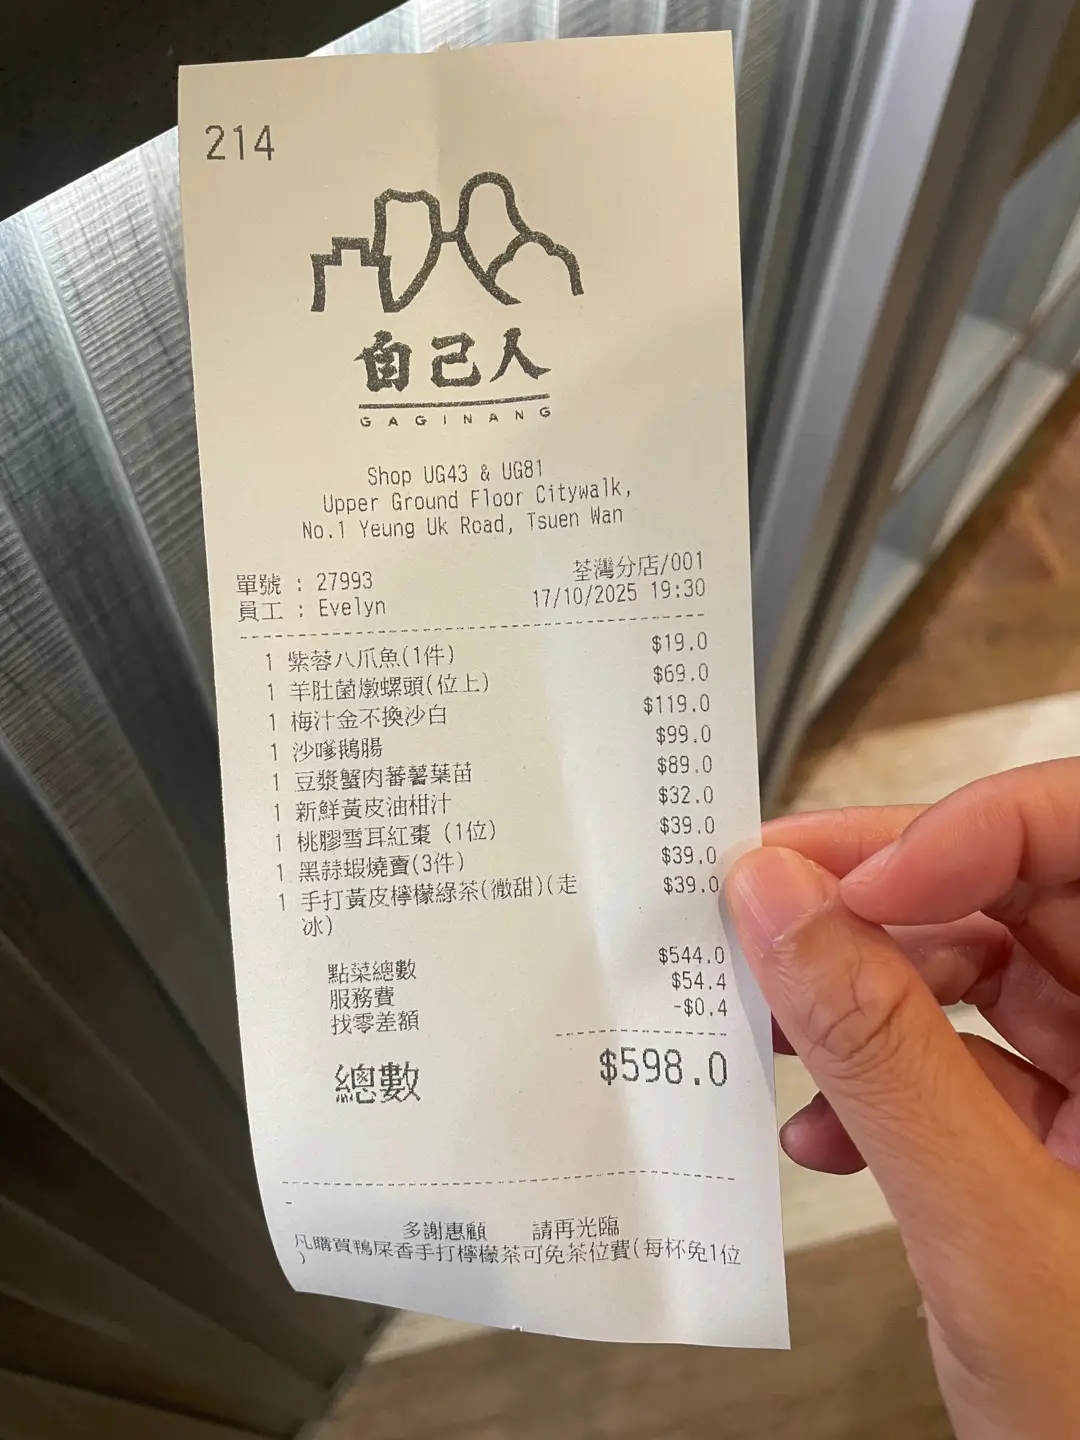 214
自己人
GAGINANG
Shop UG43 & UG81
Upper Ground Floor Citywalk,
No.1 Yeung Uk Road, Tsuen Wan
單號 : 27993 荃灣分店/001
員工 : Evelyn 17/10/2025 19:30
1 紫蓉八爪魚(1件) $19.0
1 羊肚菌燉螺頭(位上) $69.0
1 梅汁金不換沙白 $119.0
1 沙嗲鵝腸 $99.0
1 豆漿蟹肉蕃薯葉苗 $89.0
1 新鮮黃皮油柑汁 $32.0
1 桃膠雪耳紅棗 (1位) $39.0
1 黑蒜蝦燒賣(3件) $39.0
1 手打黃皮檸檬綠茶(微甜)(走 $39.0
冰)
點菜總數 $544.0
服務費 $54.4
找零差額 -$0.4
總數 $598.0
-
多謝惠顧 請再光臨
凡購買鴨屎香手打檸檬茶可免茶位費(每杯免1位
)